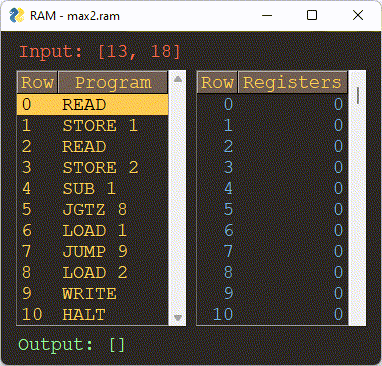 RAM - max2.ram
Input: [13, 18]
Row Program Row Registers
0 READ 0 0
1 STORE 1 1 0
2 READ 2 0
3 STORE 2 3 0
4 SUB 1 4 0
5 JGTZ 8 5 0
6 LOAD 1 6 0
7 JUMP 9 7 0
8 LOAD 2 8 0
9 WRITE 9 0
10 HALT 10 0
Output: []